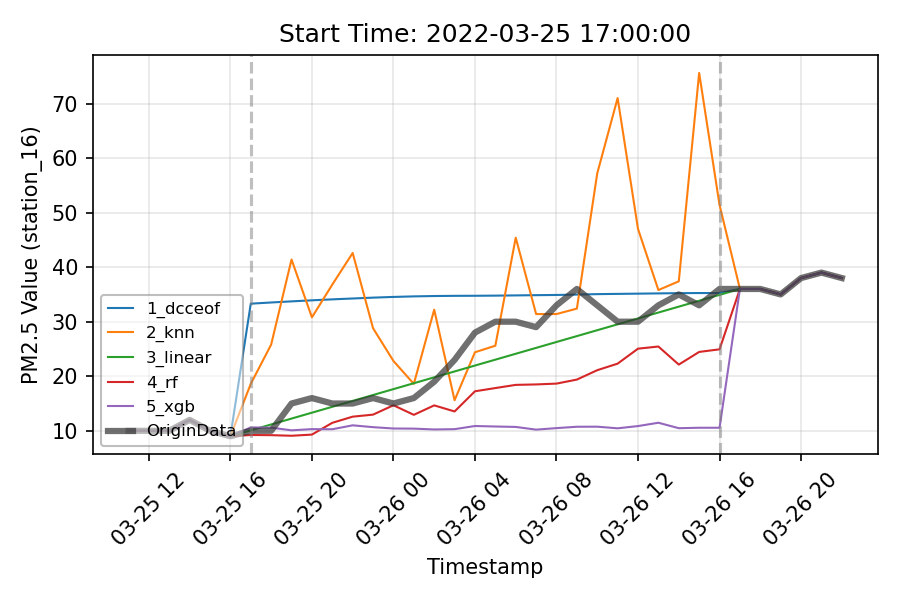 Start Time: 2022-03-25 17:00:00
PM2.5 Value (station_16)
70
60
50
40
30
20
10
1_dcceof
2_knn
3_linear
4_rf
5_xgb
OriginData
03-25 12
03-25 16
03-25 20
03-26 00
03-26 04
03-26 08
03-26 12
03-26 16
03-26 20
Timestamp